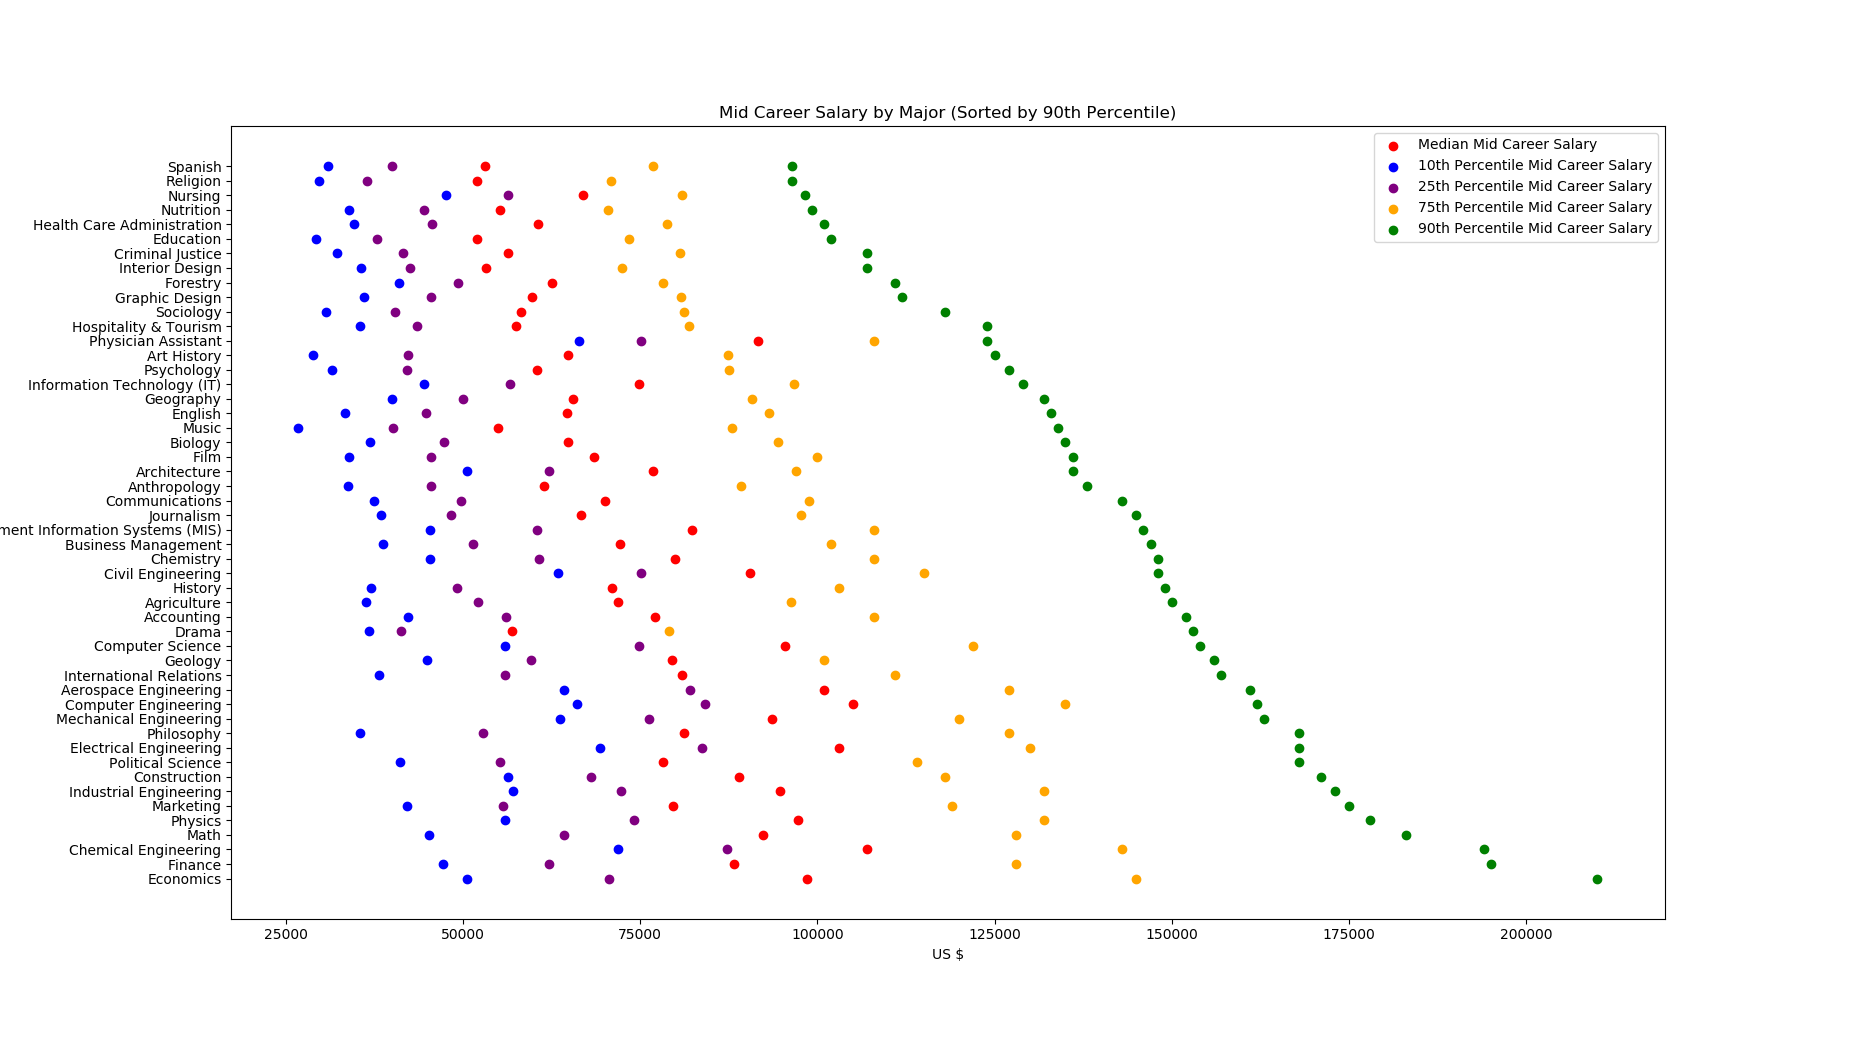 Mid Career Salary by Major (Sorted by 90th Percentile)
Median Mid Career Salary
10th Percentile Mid Career Salary
25th Percentile Mid Career Salary
75th Percentile Mid Career Salary
90th Percentile Mid Career Salary
Spanish
Religion
Nursing
Nutrition
Health Care Administration
Education
Criminal Justice
Interior Design
Forestry
Graphic Design
Sociology
Hospitality & Tourism
Physician Assistant
Art History
Psychology
Information Technology (IT)
Geography
English
Music
Biology
Film
Architecture
Anthropology
Communications
Journalism
ment Information Systems (MIS)
Business Management
Chemistry
Civil Engineering
History
Agriculture
Accounting
Drama
Computer Science
Geology
International Relations
Aerospace Engineering
Computer Engineering
Mechanical Engineering
Philosophy
Electrical Engineering
Political Science
Construction
Industrial Engineering
Marketing
Physics
Math
Chemical Engineering
Finance
Economics
25000 50000 75000 100000 125000 150000 175000 200000
US $